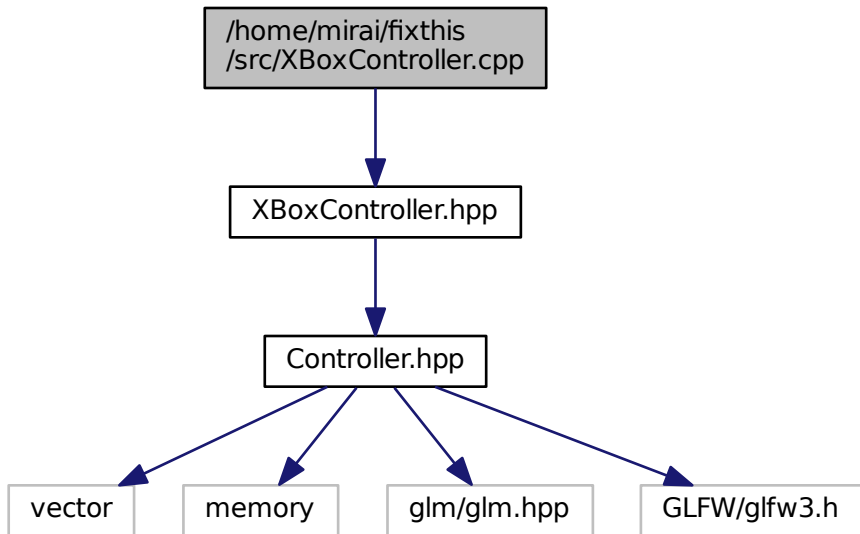 /home/mirai/fixthis
/src/XBoxController.cpp
XBoxController.hpp
Controller.hpp
vector
memory
glm/glm.hpp
GLFW/glfw3.h